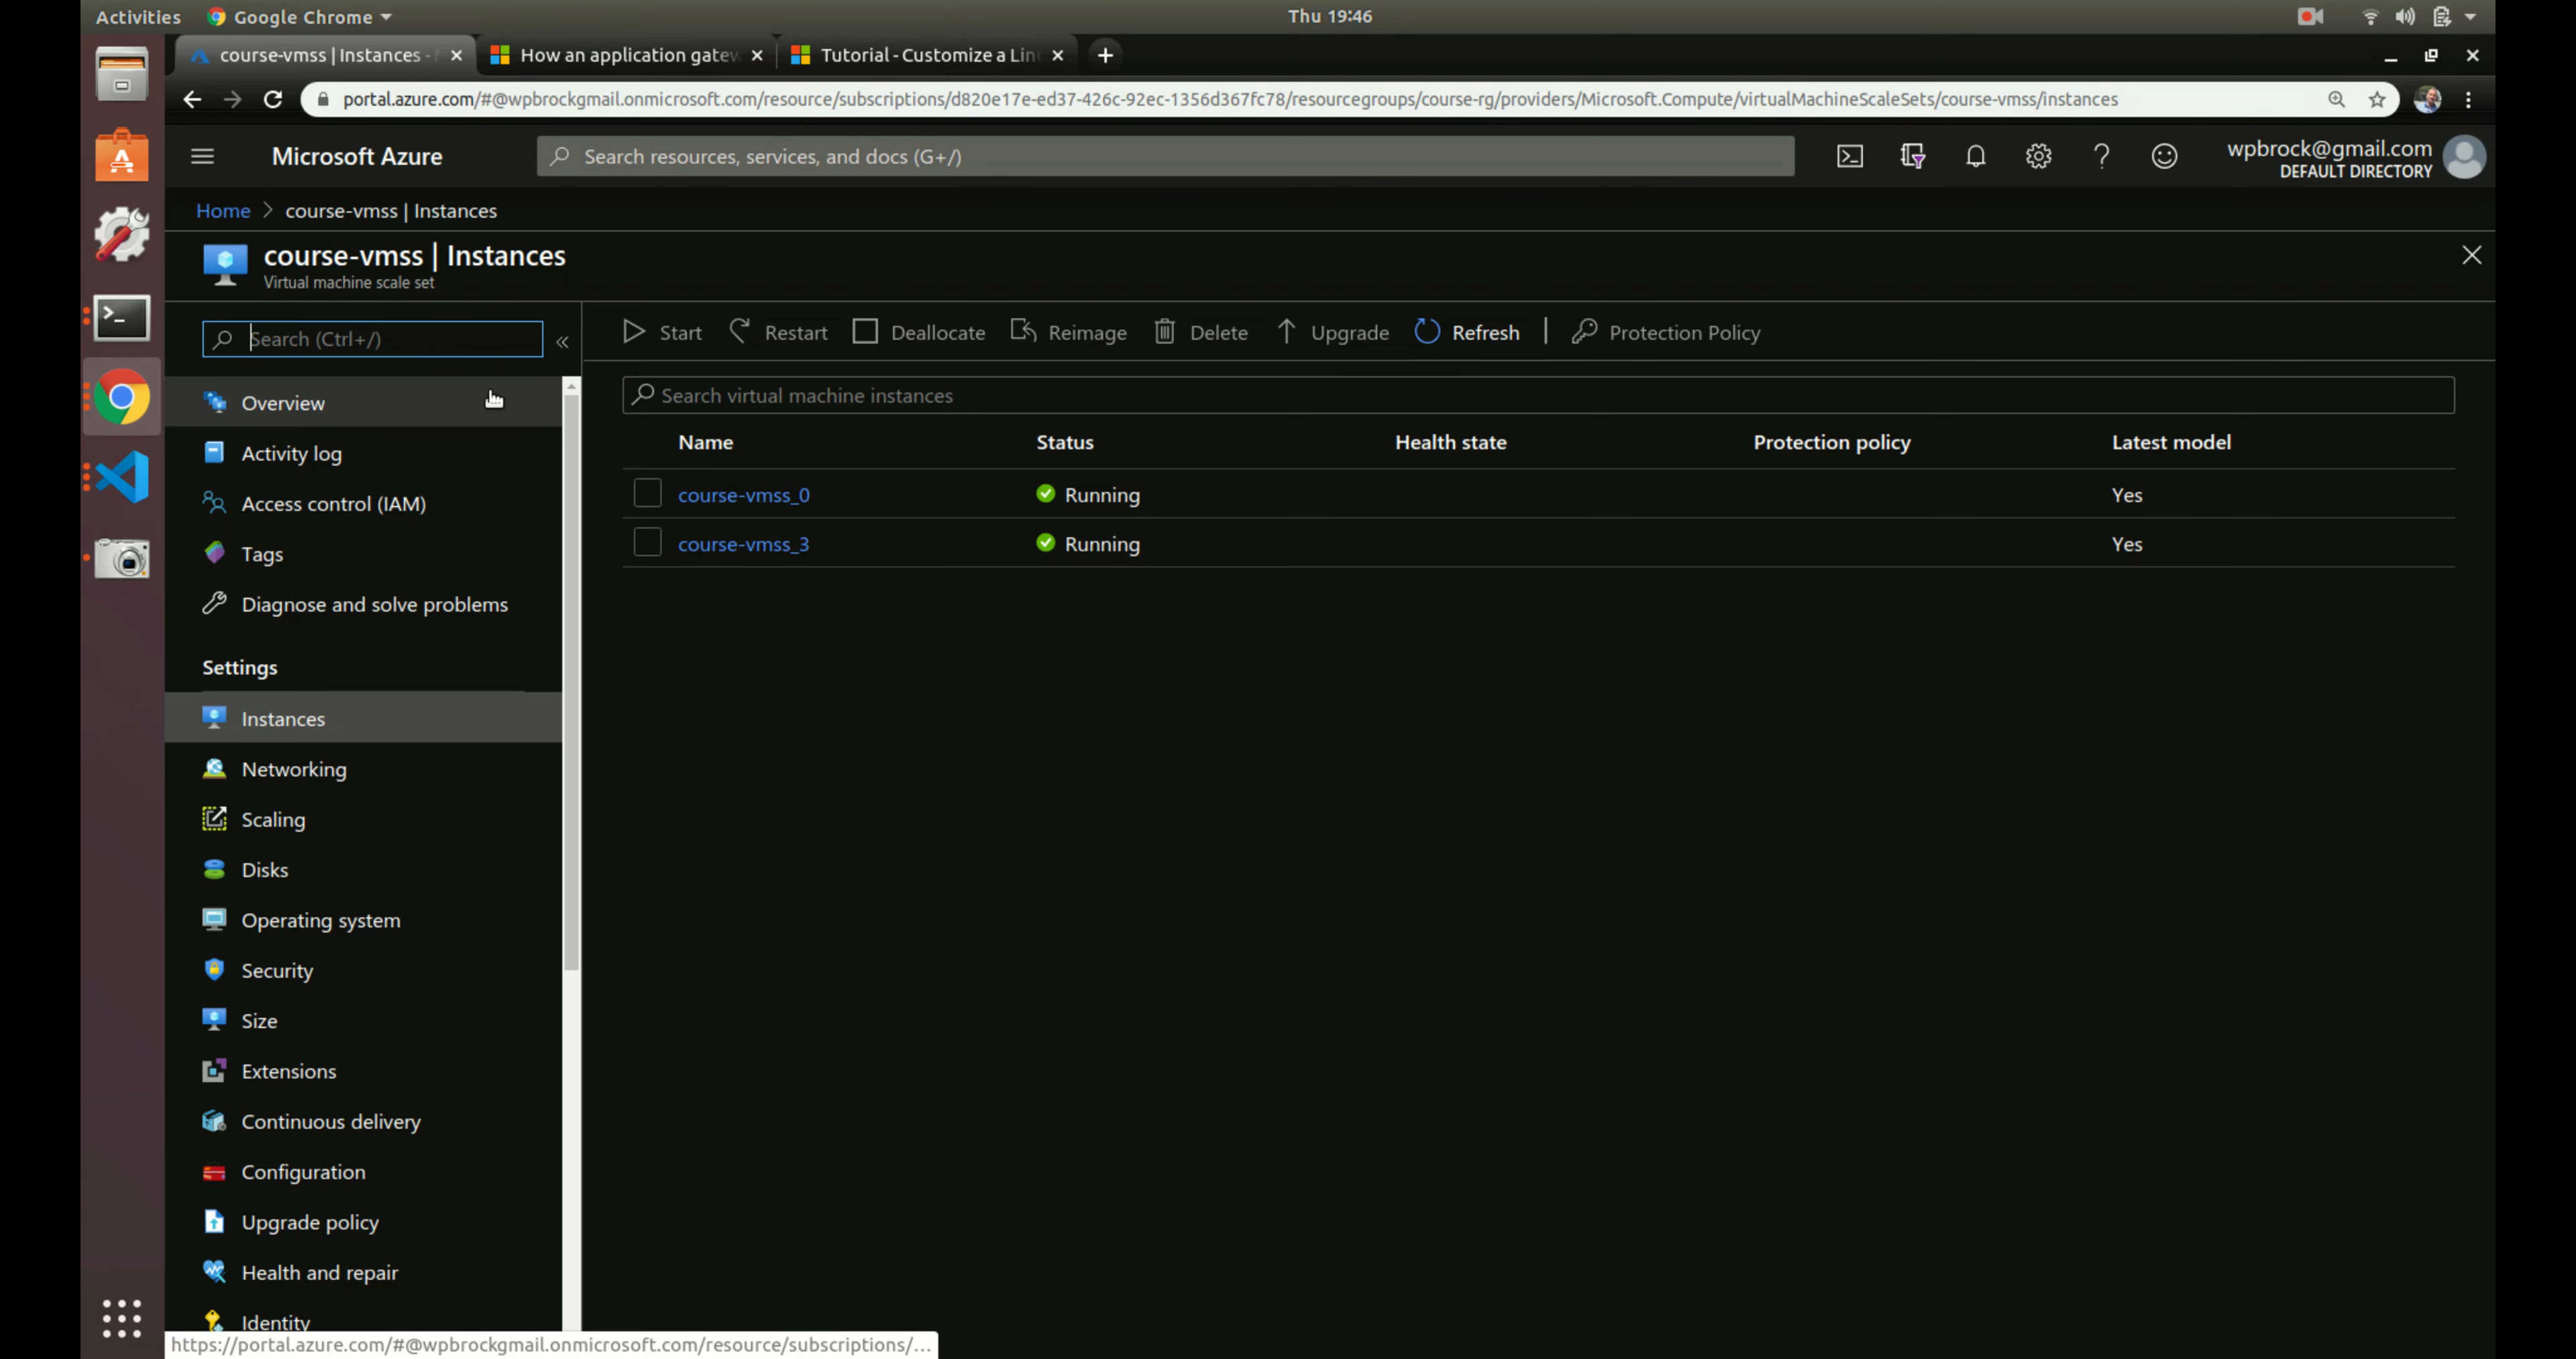 Activities Google Chrome Thu 19:46
course-vmss | Instances - How an application gatew Tutorial - Customize a Lin
portal.azure.com/#@wpbrockgmail.onmicrosoft.com/resource/subscriptions/d820e17e-ed37-426c-92ec-1356d367fc78/resourcegroups/course-rg/providers/Microsoft.Compute/virtualMachineScaleSets/course-vmss/instances
Microsoft Azure Search resources, services, and docs (G+/) wpbrock@gmail.com
DEFAULT DIRECTORY
Home > course-vmss | Instances
course-vmss | Instances
Virtual machine scale set
Search (Ctrl+/) « Start Restart Deallocate Reimage Delete Upgrade Refresh | Protection Policy
Overview Search virtual machine instances
Name Status Health state Protection policy Latest model
Activity log
course-vmss_0 Running Yes
Access control (IAM)
course-vmss_3 Running Yes
Tags
Diagnose and solve problems
Settings
Instances
Networking
Scaling
Disks
Operating system
Security
Size
Extensions
Continuous delivery
Configuration
Upgrade policy
Health and repair
Identity
https://portal.azure.com/#@wpbrockgmail.onmicrosoft.com/resource/subscriptions/...